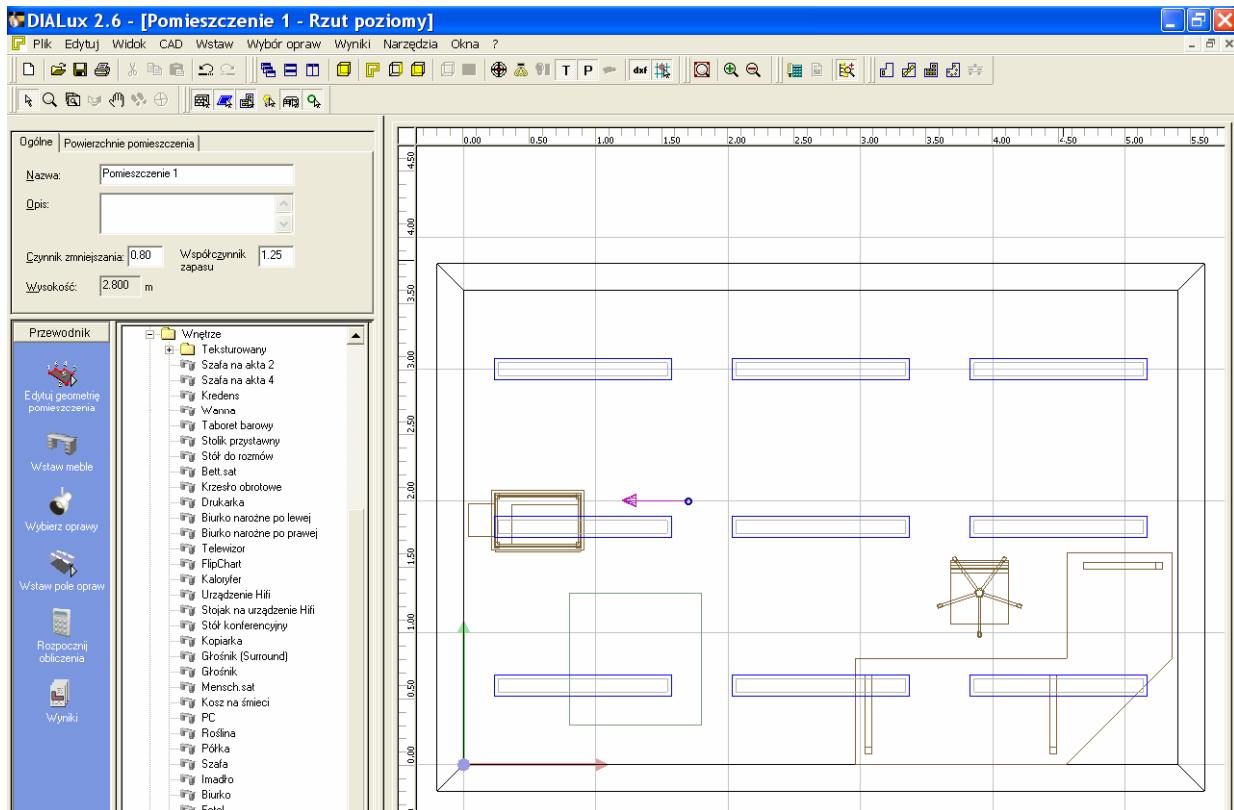 DIALux 2.6 - [Pomieszczenie 1 - Rzut poziomy]
Plik Edytuj Widok CAD Wstaw Wybór opraw Wyniki Narzędzia Okna ?
T P dxf
Ogólne Powierzchnie pomieszczenia
Nazwa: Pomieszczenie 1
Opis:
Czynnik zmniejszania: 0.80 Współczynnik zapasu 1.25
Wysokość: 2.800 m
Przewodnik
Edytuj geometrię
pomieszczenia
Wstaw meble
Wybierz oprawy
Wstaw pole opraw
Rozpocznij
obliczenia
Wyniki
Wnętrze
Teksturowany
Szafa na akta 2
Szafa na akta 4
Kredens
Wanna
Taboret barowy
Stolik przystawny
Stół do rozmów
Bett.sat
Krzesło obrotowe
Drukarka
Biurko narożne po lewej
Biurko narożne po prawej
Telewizor
FlipChart
Kaloryfer
Urządzenie Hifi
Stojak na urządzenie Hifi
Stół konferencyjny
Kopiarka
Głośnik (Surround)
Głośnik
Mensch.sat
Kosz na śmieci
PC
Roślina
Półka
Szafa
Imadło
Biurko
Fotel
0.00 0.50 1.00 1.50 2.00 2.50 3.00 3.50 4.00 4.50 5.00 5.50
4.50
4.00
3.50
3.00
2.50
2.00
1.50
1.00
0.50
0.00